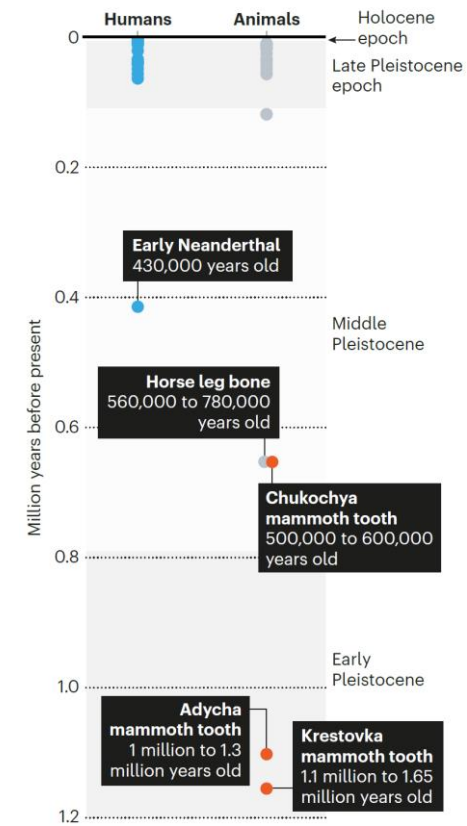 Humans
Animals
Holocene
epoch
0
Late Pleistocene
epoch
0.2
Early Neanderthal
430,000 years old
0.4
Middle
Pleistocene
Million years before present
Horse leg bone
560,000 to 780,000
years old
0.6
Chukochya
mammoth tooth
500,000 to 600,000
years old
0.8
Early
Pleistocene
1.0
Adycha
mammoth tooth
1 million to 1.3
million years old
Krestovka
mammoth tooth
1.1 million to 1.65
million years old
1.2